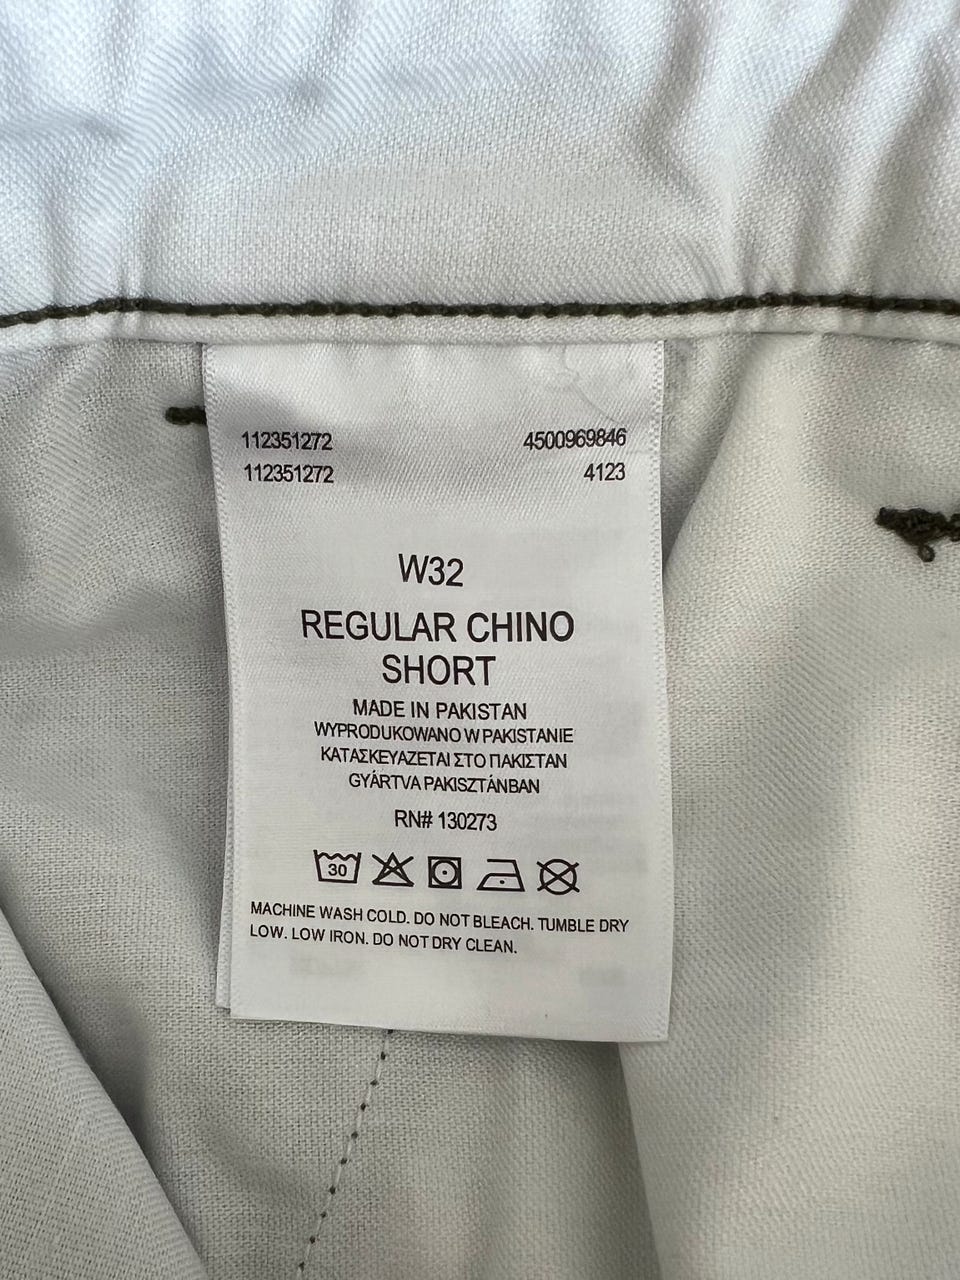 112351272 4500969846
112351272 4123
W32
REGULAR CHINO
SHORT
MADE IN PAKISTAN
WYPRODUKOWANO W PAKISTANIE
ΚΑΤΑΣΚΕΥΑΖΕΤΑΙ ΣΤΟ ΠΑΚΙΣΤΑΝ
GYÁRTVA PAKISZTÁNBAN
RN# 130273
30
MACHINE WASH COLD. DO NOT BLEACH. TUMBLE DRY
LOW. LOW IRON. DO NOT DRY CLEAN.